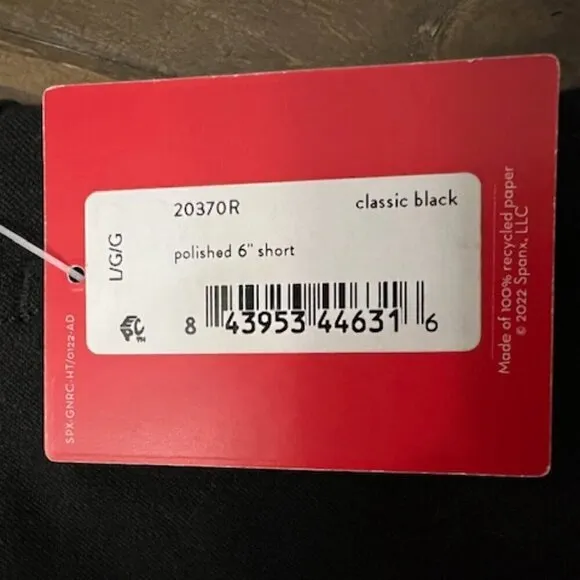 20370R
classic black
L/G/G
polished 6" short
8 43953 44631 6
EPC
SPX-GNRC-HT/0122-AD
Made of 100% recycled paper
© 2022 Spanx, LLC